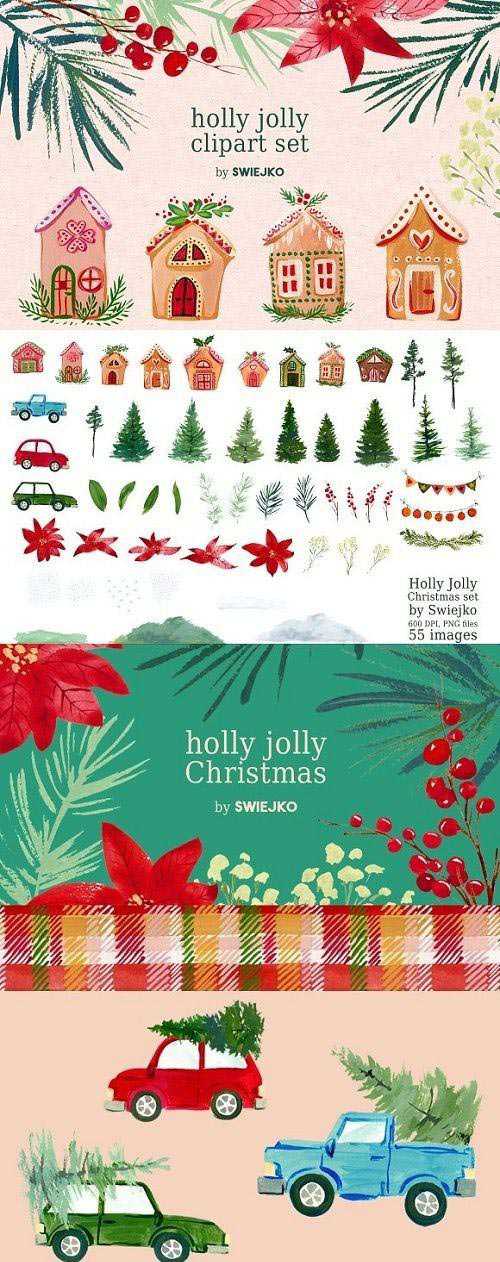 holly jolly
clipart set
by SWIEJKO
Holly Jolly
Christmas set
by Swiejko
600 DPI, PNG files
55 images
holly jolly
Christmas
by SWIEJKO